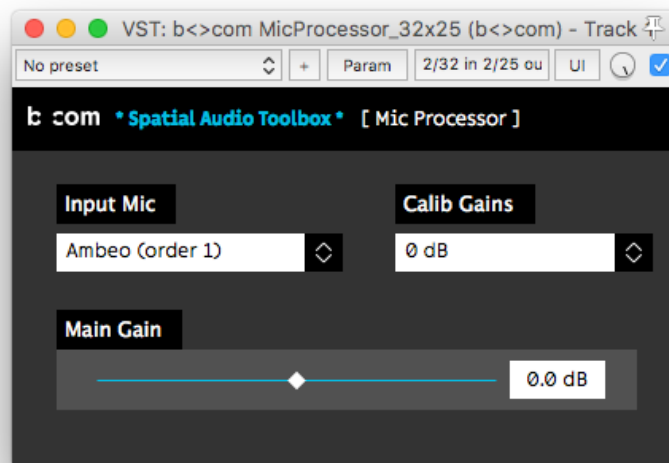 VST: b<>com MicProcessor_32x25 (b<>com) - Track
No preset + Param 2/32 in 2/25 ou UI
b com * Spatial Audio Toolbox * [ Mic Processor ]
Input Mic Calib Gains
Ambeo (order 1) 0 dB
Main Gain
0.0 dB